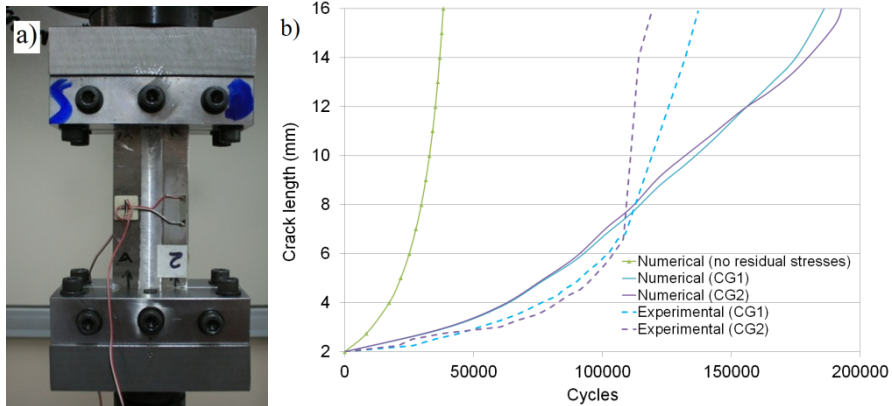 a)
S
A
2
b)
Crack length (mm)
16
14
12
10
8
6
4
2
0
50000
100000
150000
200000
Cycles
Numerical (no residual stresses)
Numerical (CG1)
Numerical (CG2)
Experimental (CG1)
Experimental (CG2)